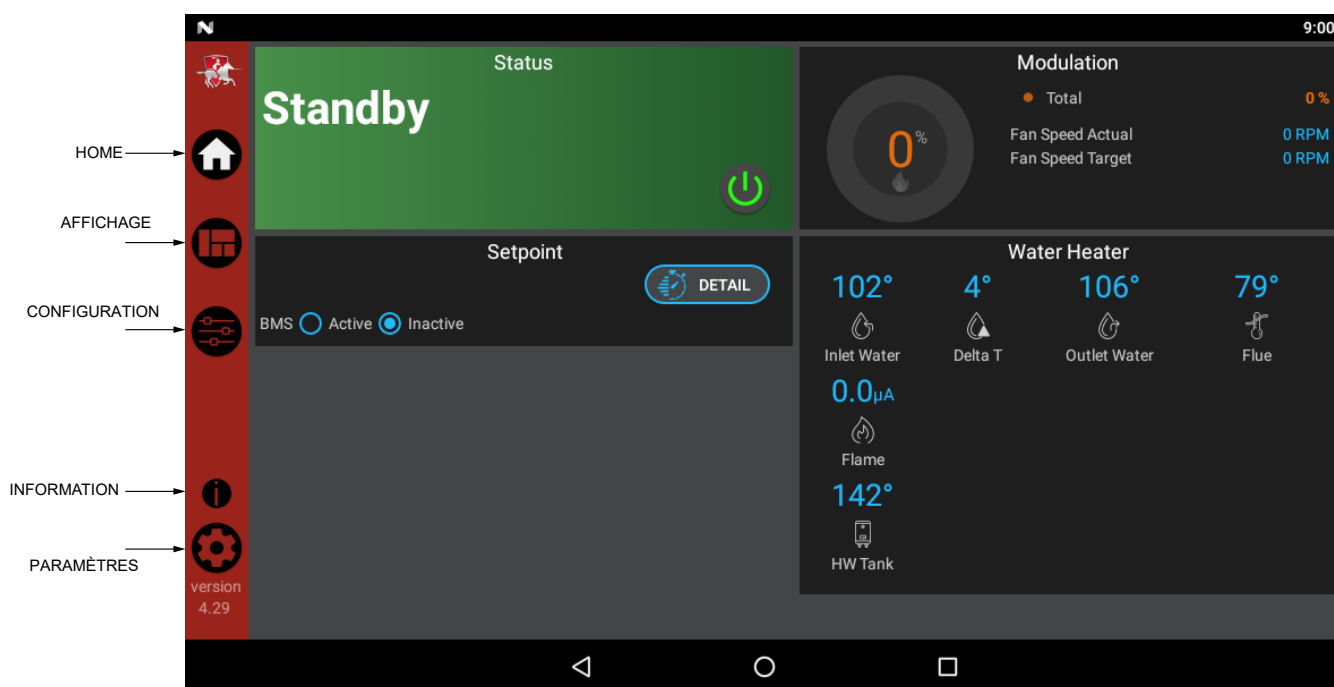 9:00
HOME
AFFICHAGE
CONFIGURATION
INFORMATION
PARAMÈTRES
version
4.29
Status
Standby
Modulation
0%
Total 0 %
Fan Speed Actual 0 RPM
Fan Speed Target 0 RPM
Setpoint
DETAIL
BMS Active Inactive
Water Heater
102° 4° 106° 79°
Inlet Water Delta T Outlet Water Flue
0.0µA
Flame
142°
HW Tank